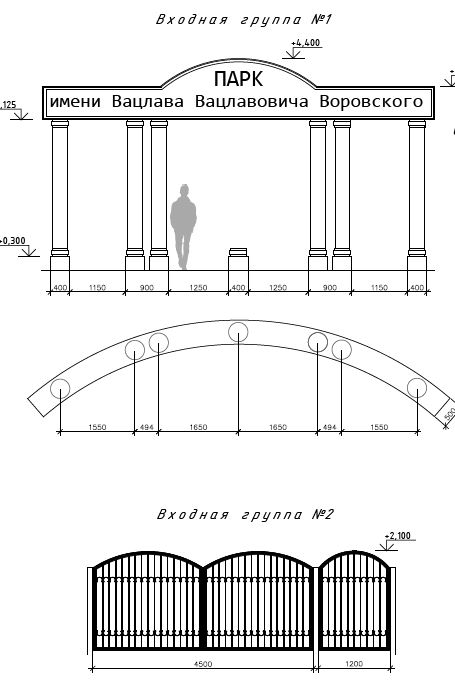 Входная группа №1
+4,400
ПАРК
имени Вацлава Вацлавовича Воровского
,125
+0,300
400 1150 900 1250 400 1250 900 1150 400
1550 494 1650 1650 494 1550
500
Входная группа №2
+2,100
4500 1200